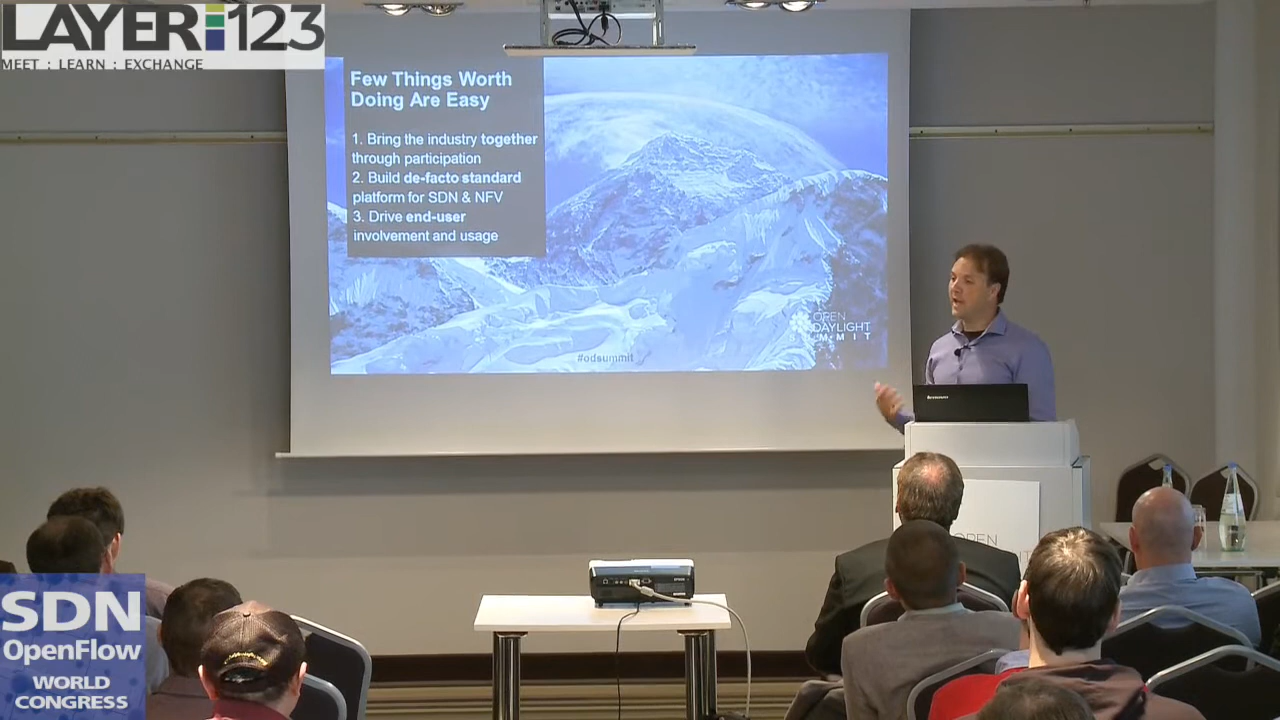 LAYER123
MEET : LEARN : EXCHANGE
Few Things Worth
Doing Are Easy
1. Bring the industry together
through participation
2. Build de-facto standard
platform for SDN & NFV
3. Drive end-user
involvement and usage
OPEN
DAYLIGHT
SUMMIT
#odsummit
lenovo
OPEN
SDN
OpenFlow
WORLD
CONGRESS